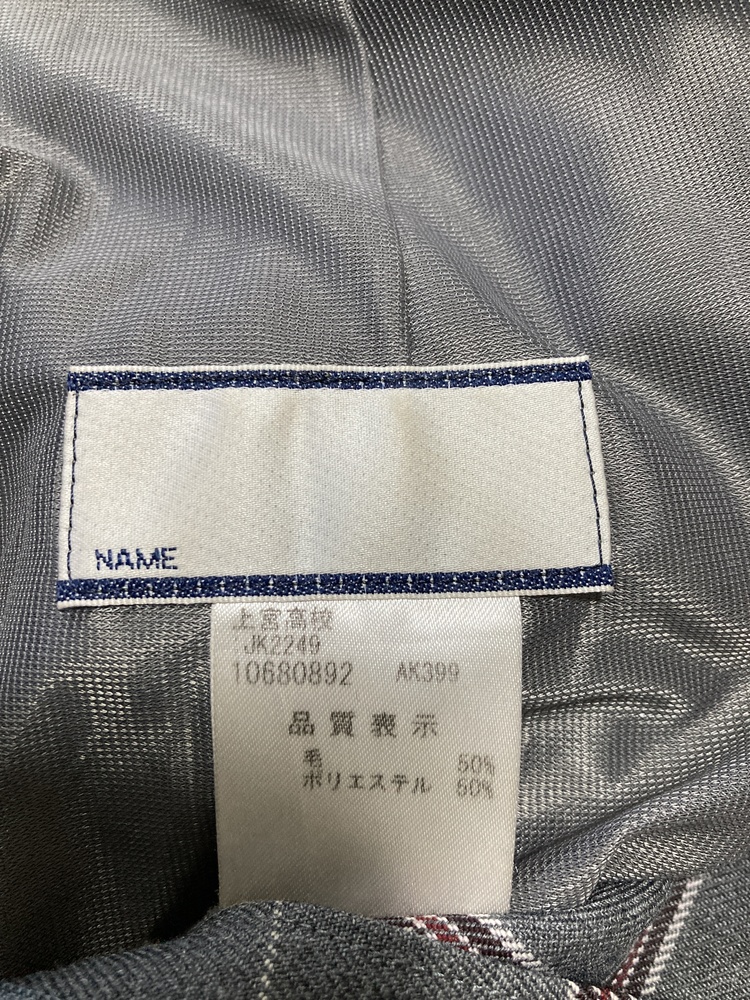 NAME
上宮高校
JK2249
10680892 AK399
品質表示
毛 50%
ポリエステル 50%